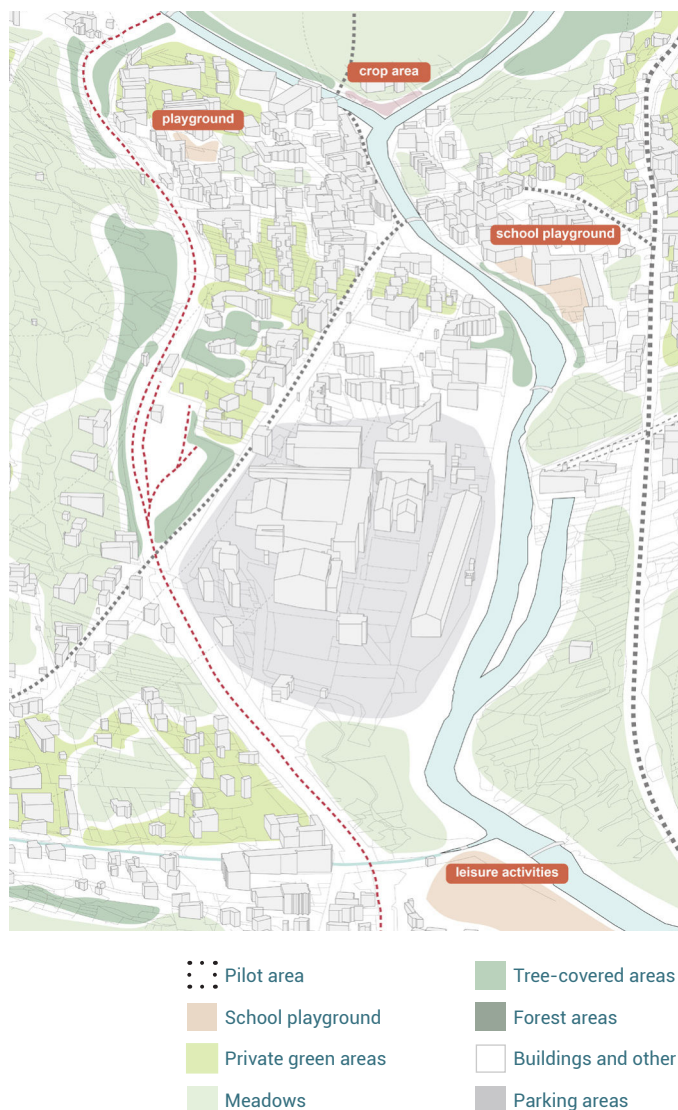 crop area
playground
school playground
leisure activities
Pilot area
School playground
Private green areas
Meadows
Tree-covered areas
Forest areas
Buildings and other
Parking areas